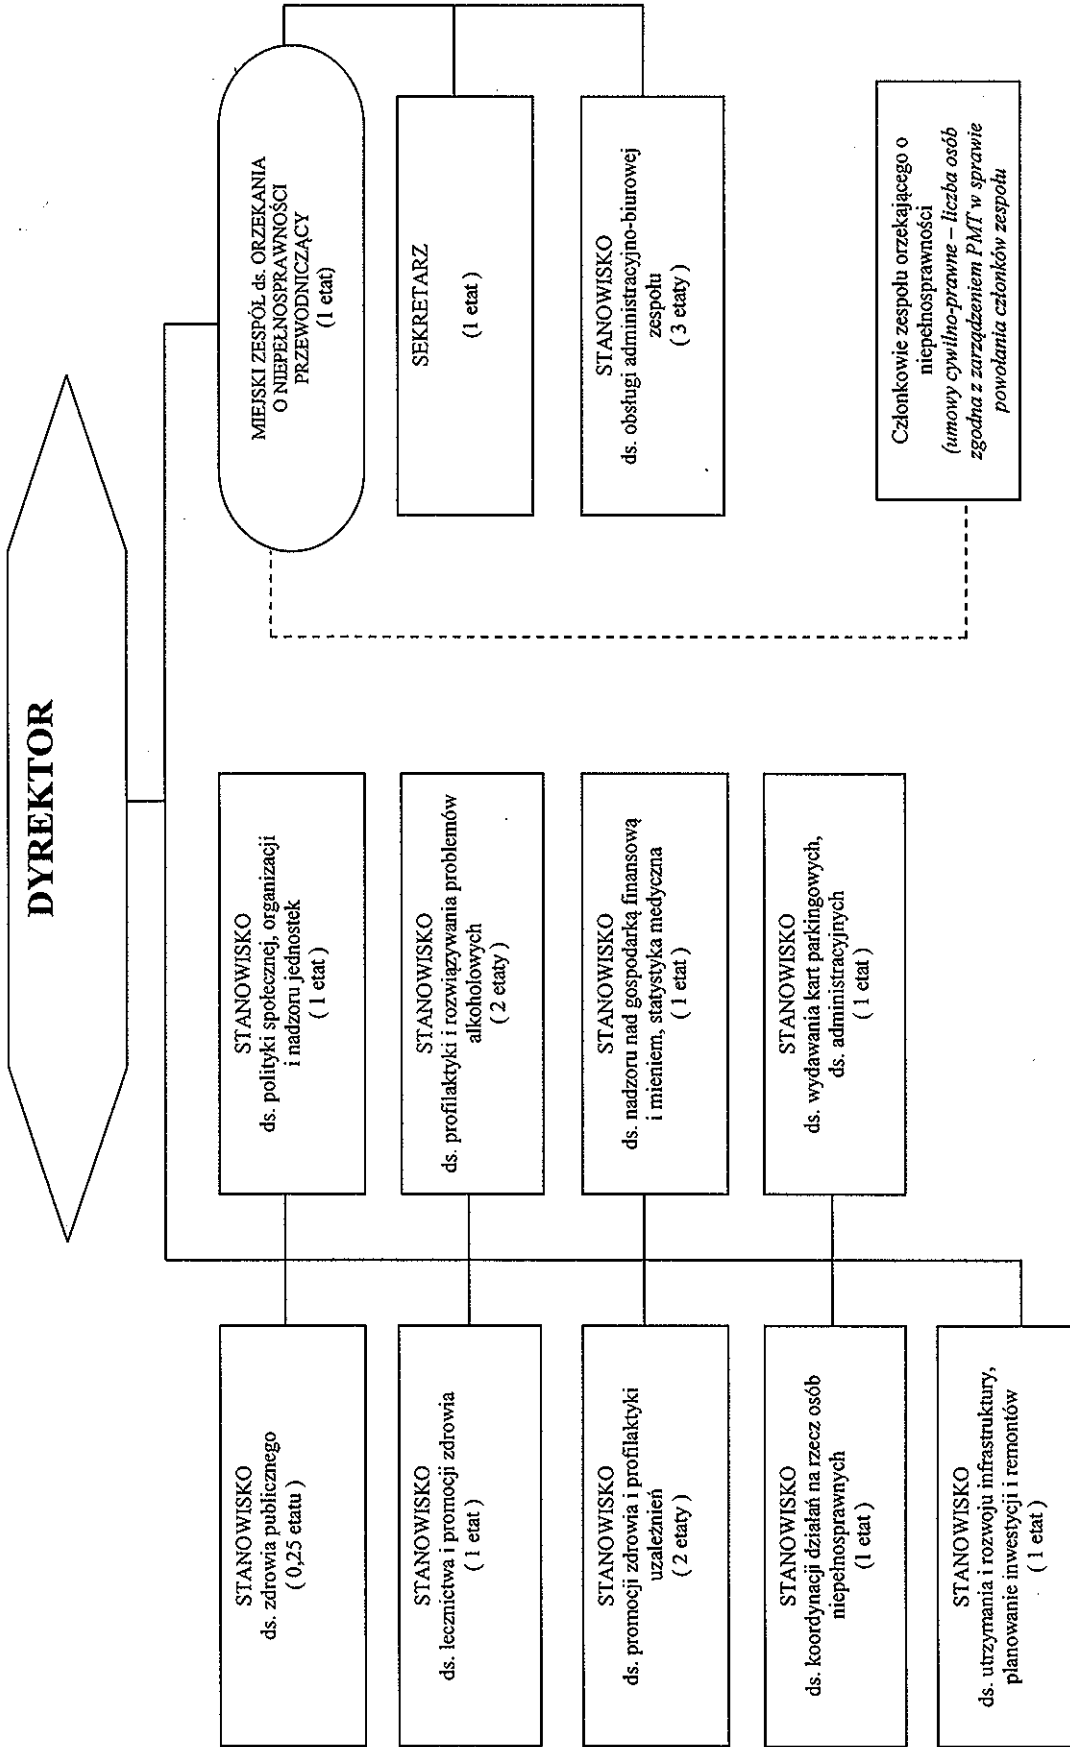 DYREKTOR
STANOWISKO
ds. zdrowia publicznego
( 0,25 etatu )
STANOWISKO
ds. lecznictwa i promocji zdrowia
( 1 etat )
STANOWISKO
ds. promocji zdrowia i profilaktyki
uzależnień
( 2 etaty )
STANOWISKO
ds. koordynacji działań na rzecz osób
niepełnosprawnych
(1 etat )
STANOWISKO
ds. utrzymania i rozwoju infrastruktury,
planowanie inwestycji i remontów
( 1 etat )
STANOWISKO
ds. polityki społecznej, organizacji
i nadzoru jednostek
( 1 etat )
STANOWISKO
ds. profilaktyki i rozwiązywania problemów
alkoholowych
( 2 etaty )
STANOWISKO
ds. nadzoru nad gospodarką finansową
i mieniem, statystyka medyczna
( 1 etat )
STANOWISKO
ds. wydawania kart parkingowych,
ds. administracyjnych
( 1 etat )
MIEJSKI ZESPÓŁ ds. ORZEKANIA
O NIEPEŁNOSPRAWNOŚCI
PRZEWODNICZĄCY
(1 etat)
SEKRETARZ
(1 etat )
STANOWISKO
ds. obsługi administracyjno-biurowej
zespołu
( 3 etaty )
Członkowie zespołu orzekającego o
niepełnosprawności
(umowy cywilno-prawne – liczba osób
zgodna z zarządzeniem PMT w sprawie
powołania członków zespołu